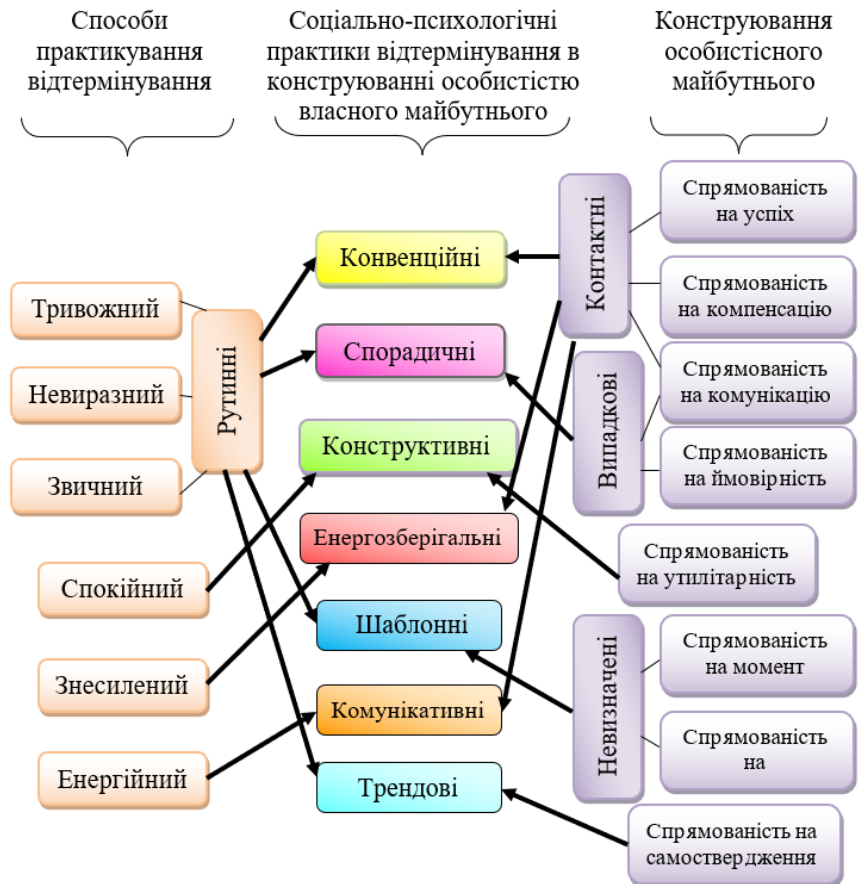 Способи
практикування
відтермінування
Соціально-психологічні
практики відтермінування в
конструюванні особистістю
власного майбутнього
Конструювання
особистісного
майбутнього
Тривожний
Невиразний
Звичний
Спокійний
Знесилений
Енергійний
Рутинні
Конвенційні
Спорадичні
Конструктивні
Енергозберігальні
Шаблонні
Комунікативні
Трендові
Контактні
Випадкові
Невизначені
Спрямованість
на успіх
Спрямованість
на компенсацію
Спрямованість
на комунікацію
Спрямованість
на ймовірність
Спрямованість
на утилітарність
Спрямованість
на момент
Спрямованість
на
Спрямованість на
самоствердження